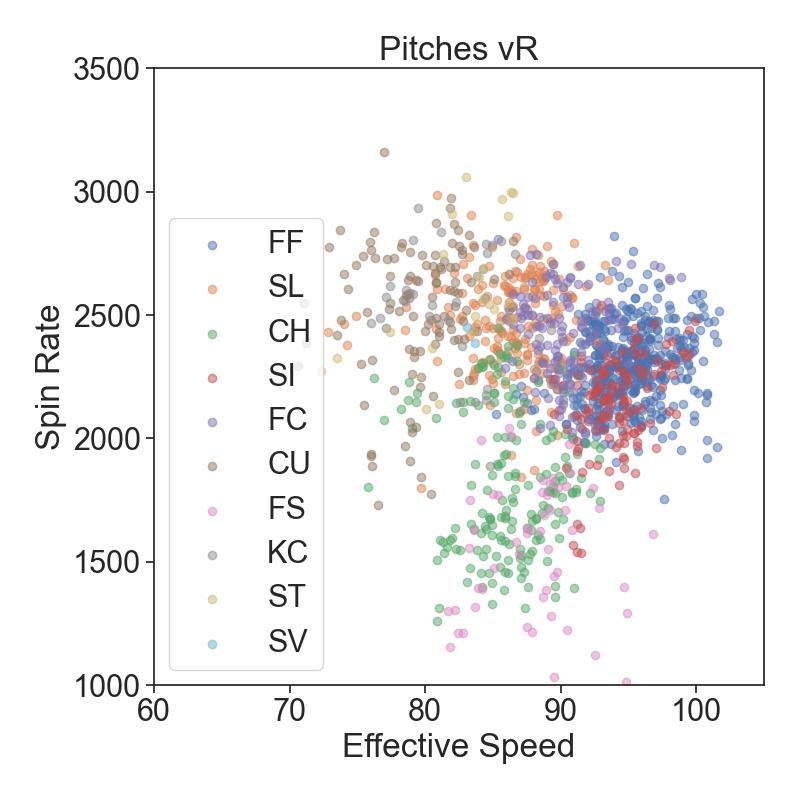 Pitches vR
3500
3000
2500
2000
1500
1000
Spin Rate
FF
SL
CH
SI
FC
CU
FS
KC
ST
SV
60 70 80 90 100
Effective Speed